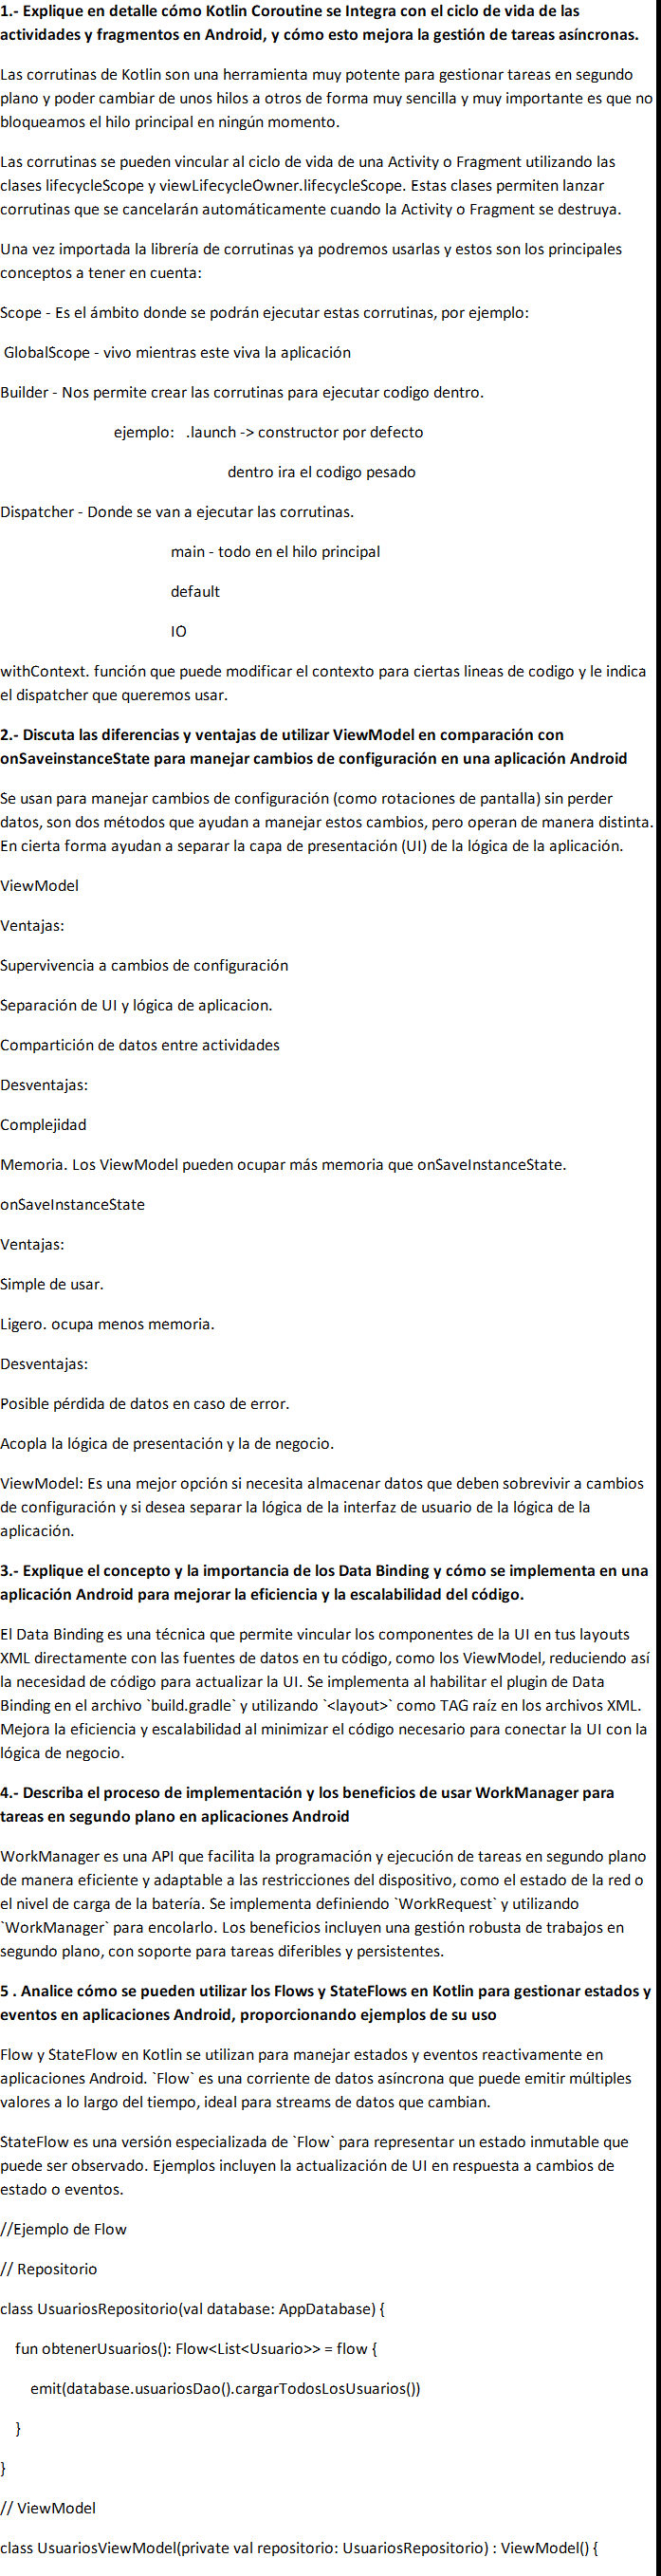 1.- Explique en detalle cómo Kotlin Coroutine se Integra con el ciclo de vida de las
actividades y fragmentos en Android, y cómo esto mejora la gestión de tareas asíncronas.
Las corrutinas de Kotlin son una herramienta muy potente para gestionar tareas en segundo
plano y poder cambiar de unos hilos a otros de forma muy sencilla y muy importante es que no
bloqueamos el hilo principal en ningún momento.
Las corrutinas se pueden vincular al ciclo de vida de una Activity o Fragment utilizando las
clases lifecycleScope y viewLifecycleOwner.lifecycleScope. Estas clases permiten lanzar
corrutinas que se cancelarán automáticamente cuando la Activity o Fragment se destruya.
Una vez importada la librería de corrutinas ya podremos usarlas y estos son los principales
conceptos a tener en cuenta:
Scope - Es el ámbito donde se podrán ejecutar estas corrutinas, por ejemplo:
GlobalScope - vivo mientras este viva la aplicación
Builder - Nos permite crear las corrutinas para ejecutar codigo dentro.
ejemplo: .launch -> constructor por defecto
dentro ira el codigo pesado
Dispatcher - Donde se van a ejecutar las corrutinas.
main - todo en el hilo principal
default
IO
withContext. función que puede modificar el contexto para ciertas lineas de codigo y le indica
el dispatcher que queremos usar.
2.- Discuta las diferencias y ventajas de utilizar ViewModel en comparación con
onSaveinstanceState para manejar cambios de configuración en una aplicación Android
Se usan para manejar cambios de configuración (como rotaciones de pantalla) sin perder
datos, son dos métodos que ayudan a manejar estos cambios, pero operan de manera distinta.
En cierta forma ayudan a separar la capa de presentación (UI) de la lógica de la aplicación.
ViewModel
Ventajas:
Supervivencia a cambios de configuración
Separación de UI y lógica de aplicacion.
Compartición de datos entre actividades
Desventajas:
Complejidad
Memoria. Los ViewModel pueden ocupar más memoria que onSaveInstanceState.
onSaveInstanceState
Ventajas:
Simple de usar.
Ligero. ocupa menos memoria.
Desventajas:
Posible pérdida de datos en caso de error.
Acopla la lógica de presentación y la de negocio.
ViewModel: Es una mejor opción si necesita almacenar datos que deben sobrevivir a cambios
de configuración y si desea separar la lógica de la interfaz de usuario de la lógica de la
aplicación.
3.- Explique el concepto y la importancia de los Data Binding y cómo se implementa en una
aplicación Android para mejorar la eficiencia y la escalabilidad del código.
El Data Binding es una técnica que permite vincular los componentes de la UI en tus layouts
XML directamente con las fuentes de datos en tu código, como los ViewModel, reduciendo así
la necesidad de código para actualizar la UI. Se implementa al habilitar el plugin de Data
Binding en el archivo `build.gradle` y utilizando `<layout>` como TAG raíz en los archivos XML.
Mejora la eficiencia y escalabilidad al minimizar el código necesario para conectar la UI con la
lógica de negocio.
4.- Describa el proceso de implementación y los beneficios de usar WorkManager para
tareas en segundo plano en aplicaciones Android
WorkManager es una API que facilita la programación y ejecución de tareas en segundo plano
de manera eficiente y adaptable a las restricciones del dispositivo, como el estado de la red o
el nivel de carga de la batería. Se implementa definiendo `WorkRequest` y utilizando
`WorkManager` para encolarlo. Los beneficios incluyen una gestión robusta de trabajos en
segundo plano, con soporte para tareas diferibles y persistentes.
5 . Analice cómo se pueden utilizar los Flows y StateFlows en Kotlin para gestionar estados y
eventos en aplicaciones Android, proporcionando ejemplos de su uso
Flow y StateFlow en Kotlin se utilizan para manejar estados y eventos reactivamente en
aplicaciones Android. `Flow` es una corriente de datos asíncrona que puede emitir múltiples
valores a lo largo del tiempo, ideal para streams de datos que cambian.
StateFlow es una versión especializada de `Flow` para representar un estado inmutable que
puede ser observado. Ejemplos incluyen la actualización de UI en respuesta a cambios de
estado o eventos.
//Ejemplo de Flow
// Repositorio
class UsuariosRepositorio(val database: AppDatabase) {
fun obtenerUsuarios(): Flow<List<Usuario>> = flow {
emit(database.usuariosDao().cargarTodosLosUsuarios())
}
}
// ViewModel
class UsuariosViewModel(private val repositorio: UsuariosRepositorio) : ViewModel() {